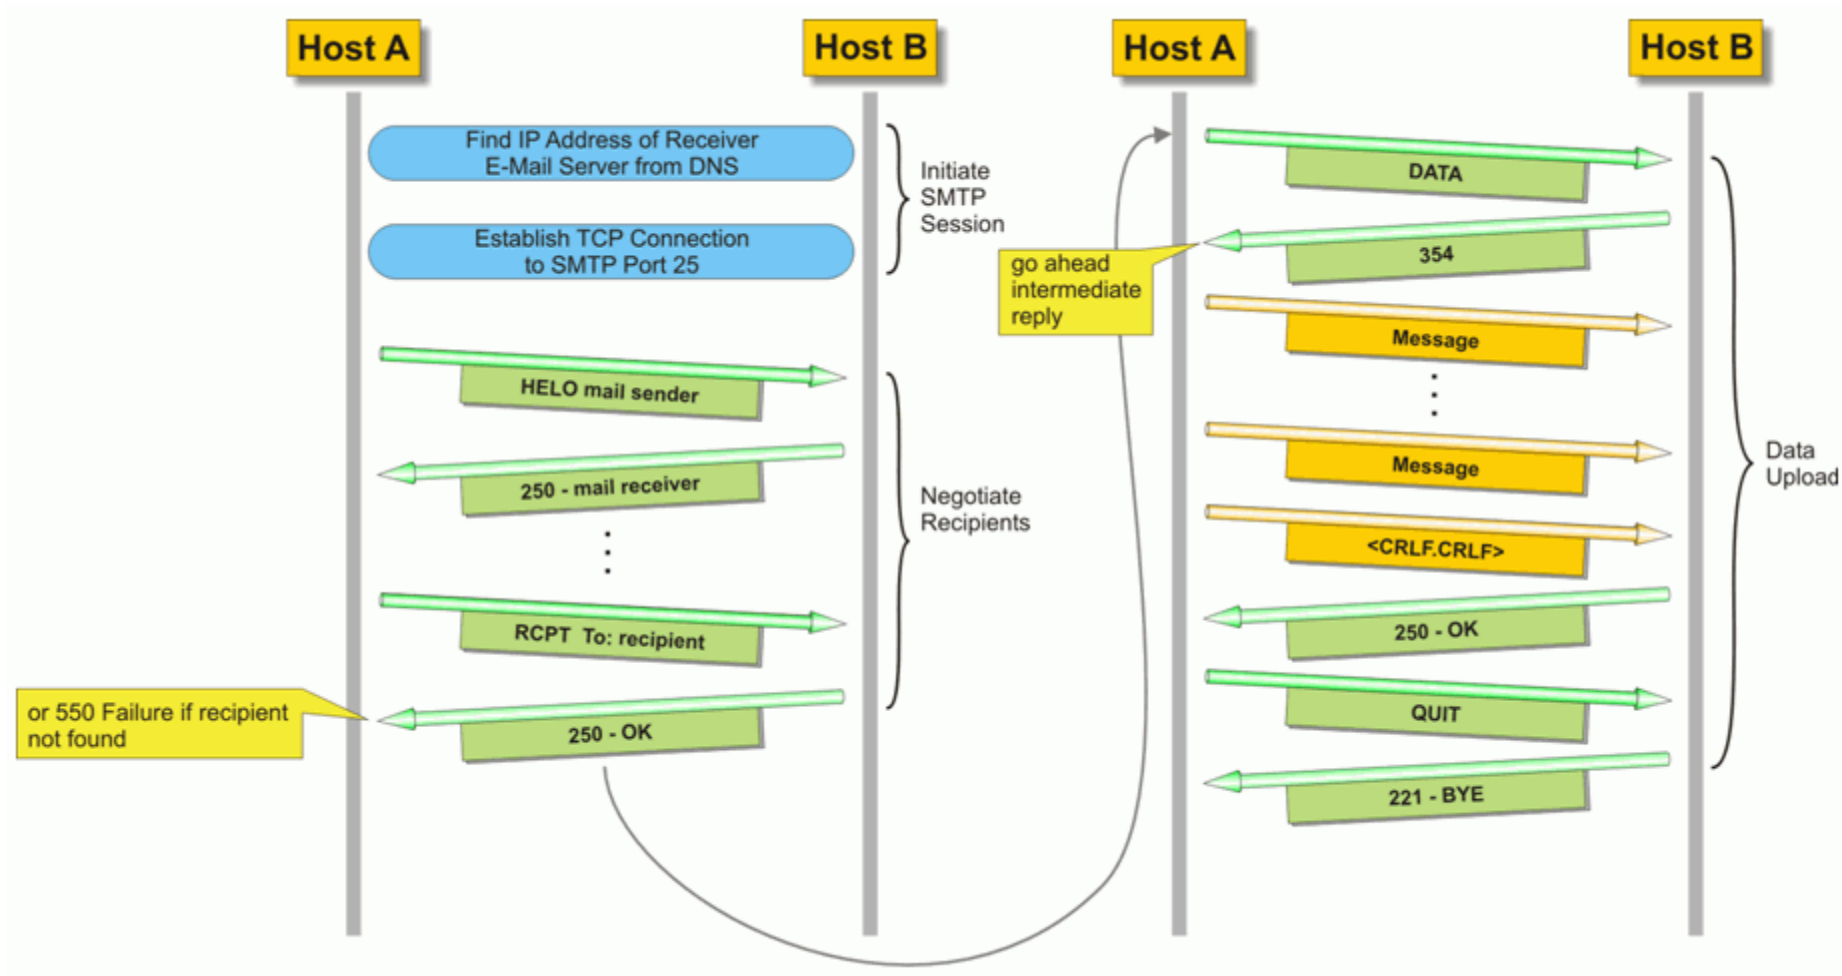 Host A
Host B
Find IP Address of Receiver
E-Mail Server from DNS
Establish TCP Connection
to SMTP Port 25
Initiate
SMTP
Session
HELO mail sender
250 - mail receiver
RCPT To: recipient
250 - OK
Negotiate
Recipients
or 550 Failure if recipient
not found
Host A
Host B
DATA
354
go ahead
intermediate
reply
Message
Message
<CRLF.CRLF>
250 - OK
QUIT
221 - BYE
Data
Upload